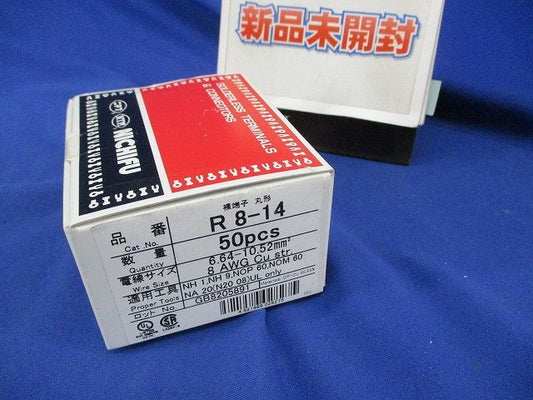 新品未開封
NICHIFU
SOLDERLESS TERMINALS
& CONNECTORS
裸端子 丸形
品番 R 8-14
Cat. No.
数量 50pcs
Quantity
電線サイズ 6.64-10.52mm²
Wire Size 8 AWG Cu str.
適用工具 NH 1.NH 9.NOP 60.NOM 60
Proper Tools NA 20(N20 08)UL only
ロット No. GB8205891